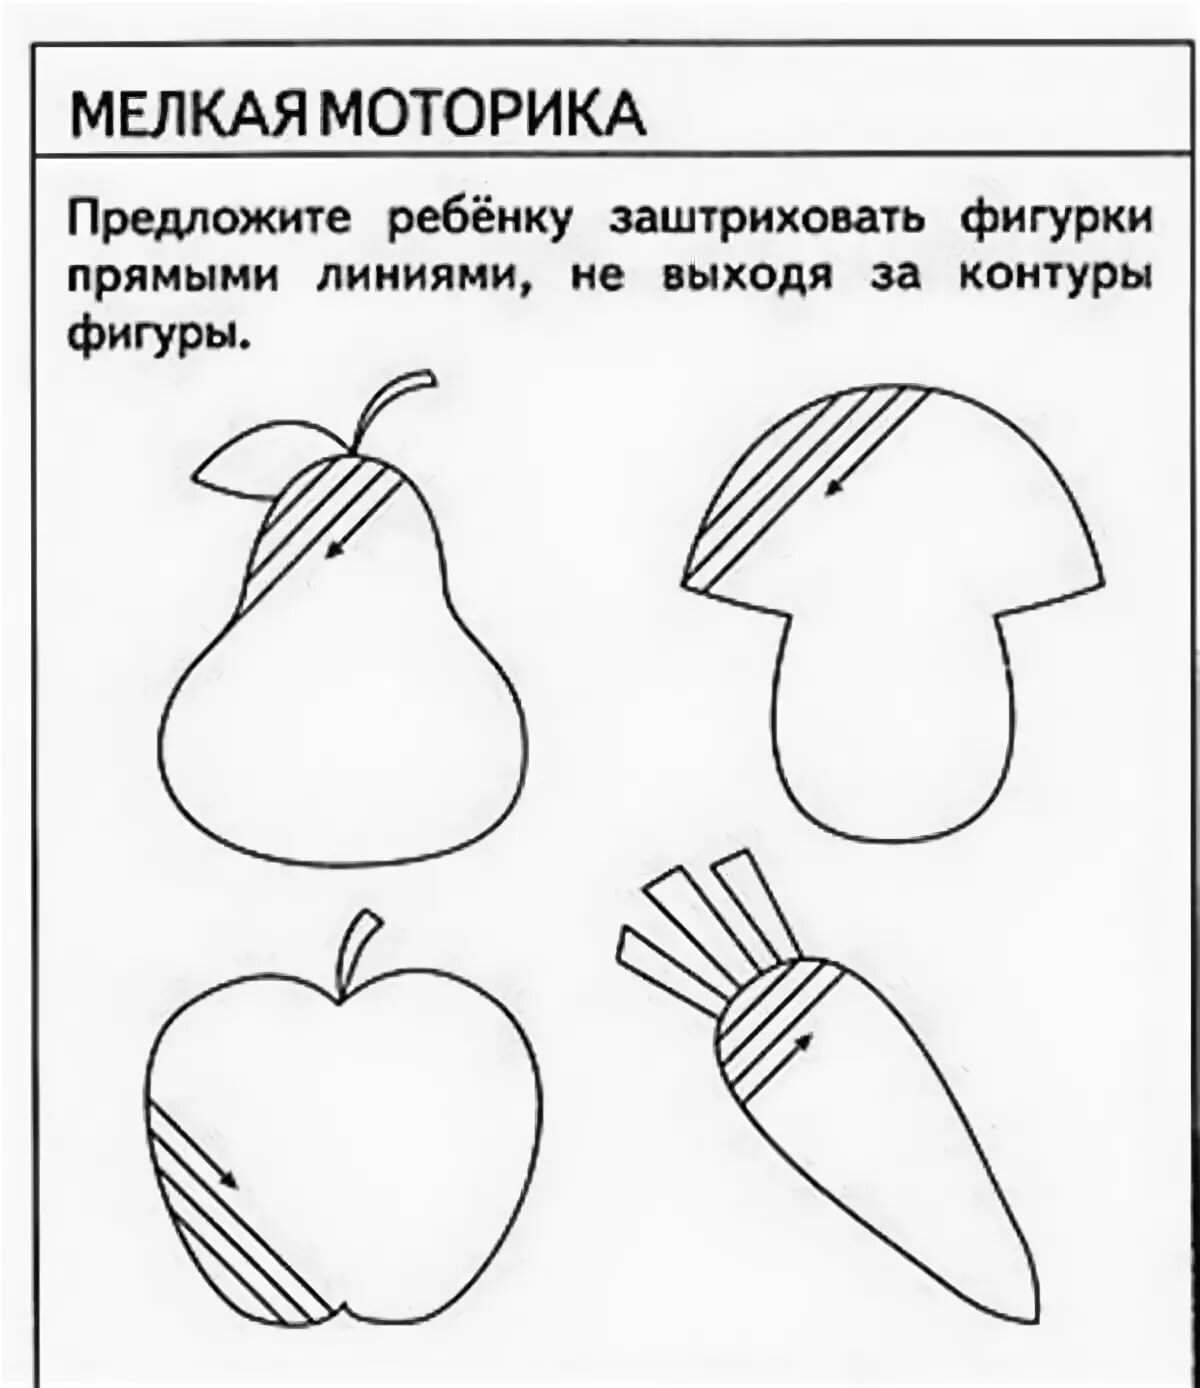 МЕЛКАЯ МОТОРИКА
Предложите ребёнку заштриховать фигурки
прямыми линиями, не выходя за контуры
фигуры.